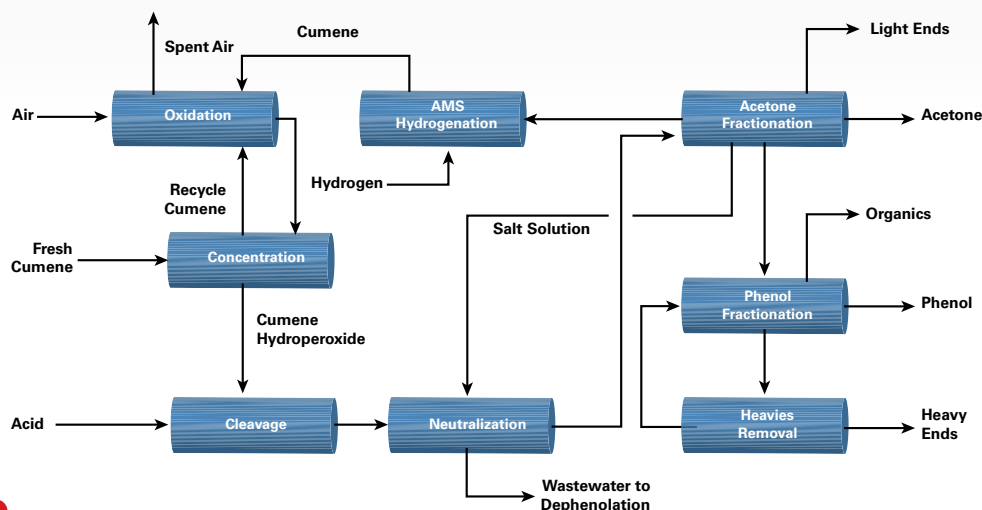 Spent Air
Cumene
Light Ends
Air
Oxidation
AMS
Hydrogenation
Acetone
Fractionation
Acetone
Recycle
Cumene
Hydrogen
Salt Solution
Organics
Fresh
Cumene
Concentration
Phenol
Fractionation
Phenol
Cumene
Hydroperoxide
Acid
Cleavage
Neutralization
Heavies
Removal
Heavy
Ends
Wastewater to
Dephenolation